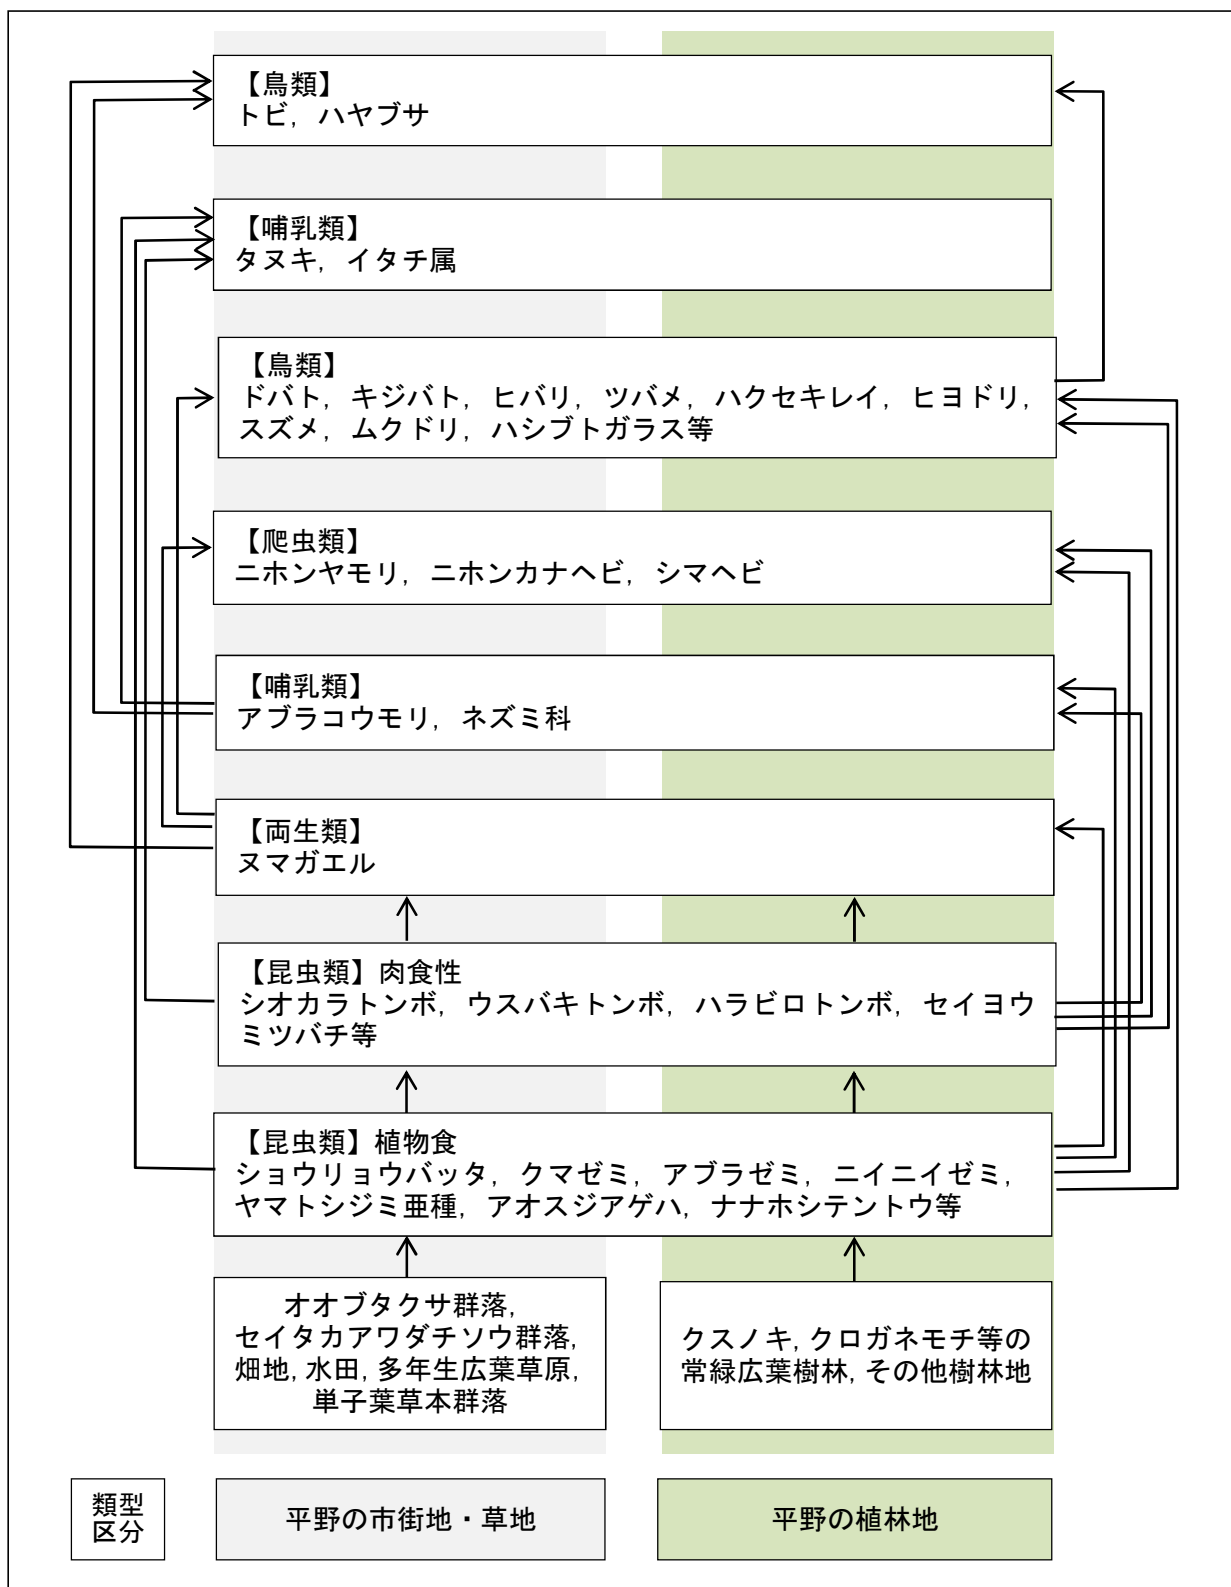 【鳥類】
トビ，ハヤブサ
【哺乳類】
タヌキ，イタチ属
【鳥類】
ドバト，キジバト，ヒバリ，ツバメ，ハクセキレイ，ヒヨドリ，
スズメ，ムクドリ，ハシブトガラス等
【爬虫類】
ニホンヤモリ，ニホンカナヘビ，シマヘビ
【哺乳類】
アブラコウモリ，ネズミ科
【両生類】
ヌマガエル
【昆虫類】肉食性
シオカラトンボ，ウスバキトンボ，ハラビロトンボ，セイヨウ
ミツバチ等
【昆虫類】植物食
ショウリョウバッタ，クマゼミ，アブラゼミ，ニイニイゼミ，
ヤマトシジミ亜種，アオスジアゲハ，ナナホシテントウ等
オオブタクサ群落，
セイタカアワダチソウ群落，
畑地，水田，多年生広葉草原，
単子葉草本群落
クスノキ，クロガネモチ等の
常緑広葉樹林，その他樹林地
類型
区分
平野の市街地・草地
平野の植林地